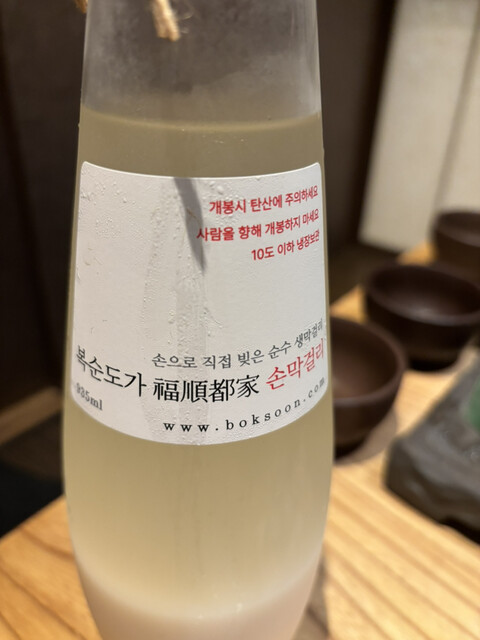 개봉시 탄산에 주의하세요
사람을 향해 개봉하지 마세요
10도 이하 냉장보관
손으로 직접 빚은 순수 생막걸리
복순도가 福順都家 손막걸리
935ml
www.boksoon.com